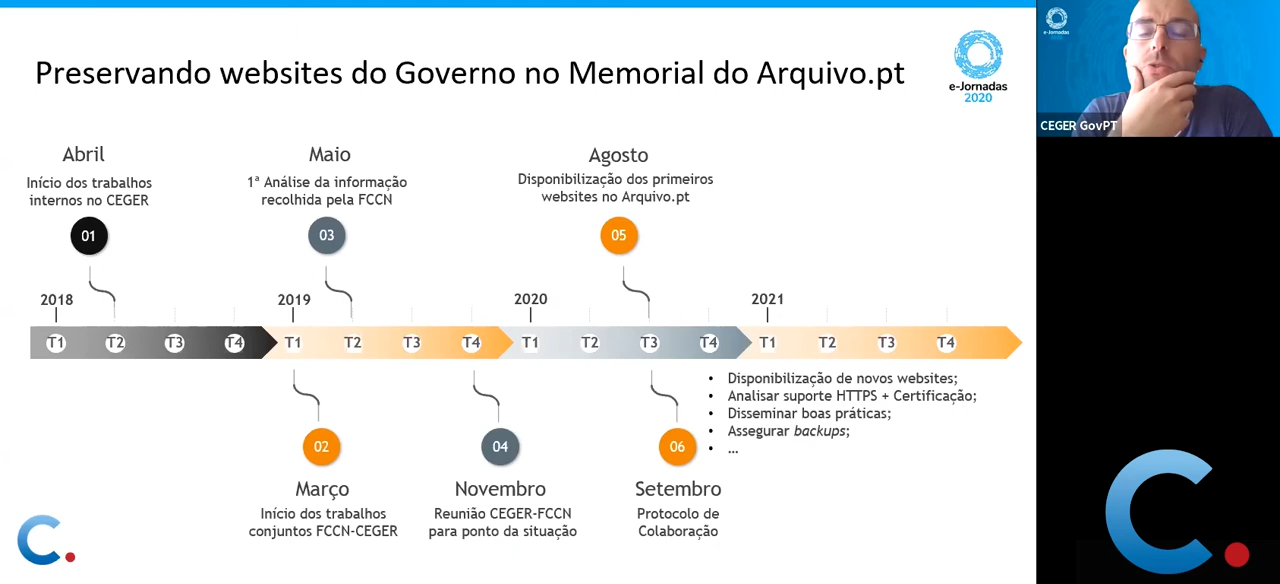 Preservando websites do Governo no Memorial do Arquivo.pt
e-Jornadas
2020
Abril
Início dos trabalhos
internos no CEGER
01
Maio
1ª Análise da informação
recolhida pela FCCN
03
Agosto
Disponibilização dos primeiros
websites no Arquivo.pt
05
2018
2019
2020
2021
T1 T2 T3 T4 T1 T2 T3 T4 T1 T2 T3 T4 T1 T2 T3 T4
• Disponibilização de novos websites;
• Analisar suporte HTTPS + Certificação;
• Disseminar boas práticas;
• Assegurar backups;
• ...
02
Março
Início dos trabalhos
conjuntos FCCN-CEGER
04
Novembro
Reunião CEGER-FCCN
para ponto da situação
06
Setembro
Protocolo de
Colaboração
C.
e-Jornadas
2020
CEGER GovPT
C.